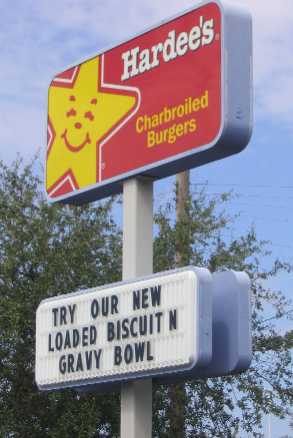 Hardee's
Charbroiled
Burgers
TRY OUR NEW
LOADED BISCUIT N
GRAVY BOWL